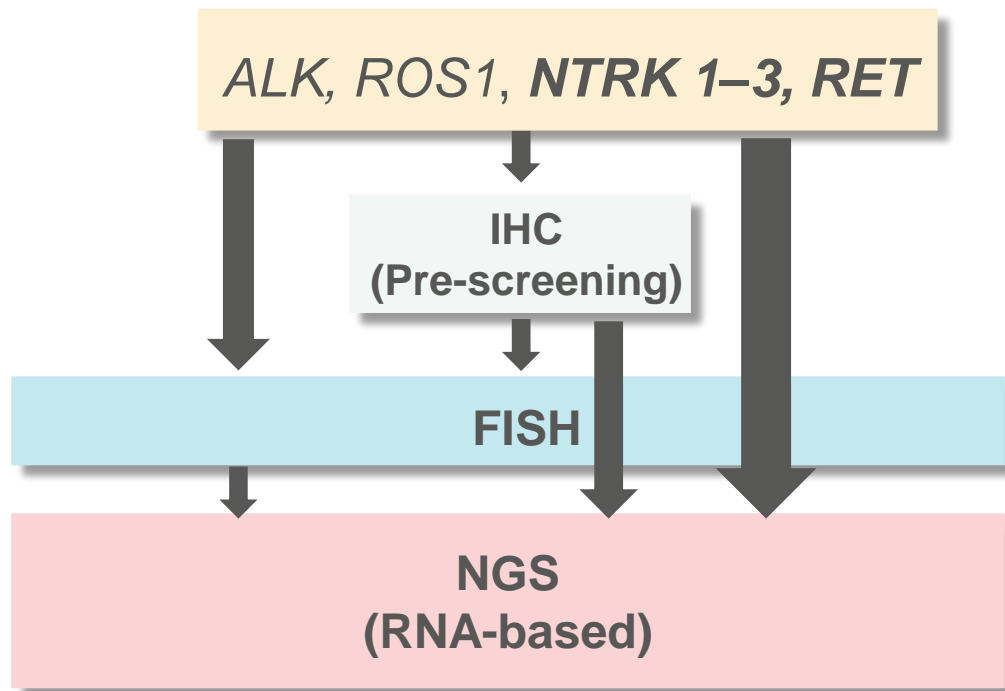 ALK, ROS1, NTRK 1–3, RET
IHC
(Pre-screening)
FISH
NGS
(RNA-based)